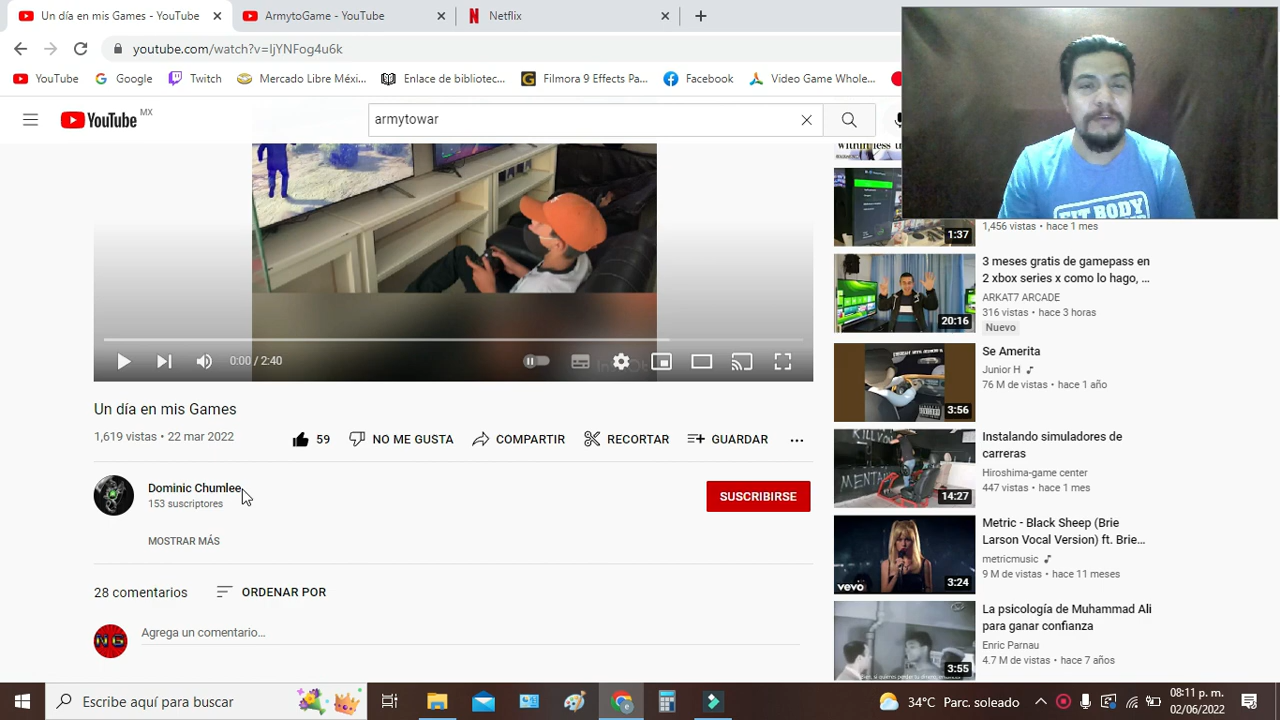 Un día en mis Games - YouTube
ArmytoGame - YouTube
Netflix
youtube.com/watch?v=IjYNFog4u6k
YouTube
Google
Twitch
Mercado Libre Méxi...
Enlace de bibliotec...
Filmora 9 Effects Pa...
Facebook
Video Game Whole...
YouTube MX
armytowar
FIT BODY
1:37
1,456 vistas • hace 1 mes
3 meses gratis de gamepass en
2 xbox series x como lo hago, ...
ARKAT7 ARCADE
316 vistas • hace 3 horas
Nuevo
20:16
0:00 / 2:40
Se Amerita
Junior H
76 M de vistas • hace 1 año
3:56
Un día en mis Games
1,619 vistas • 22
22
59
NO ME GUSTA
COMPARTIR
RECORTAR
GUARDAR
Dominic Chumlee
153 suscriptores
SUSCRIBIRSE
MOSTRAR MÁS
Instalando simuladores de
carreras
Hiroshima-game center
447 vistas • hace 1 mes
14:27
Metric - Black Sheep (Brie
Larson Vocal Version) ft. Brie...
metricmusic
9 M de vistas • hace 11 meses
vevo
3:24
28 comentarios
ORDENAR POR
NG
Agrega un comentario...
La psicología de Muhammad Ali
para ganar confianza
Enric Parnau
4.7 M de vistas • hace 7 años
3:55
Escribe aquí para buscar
34°C Parc. soleado
08:11 p. m.
02/06/2022